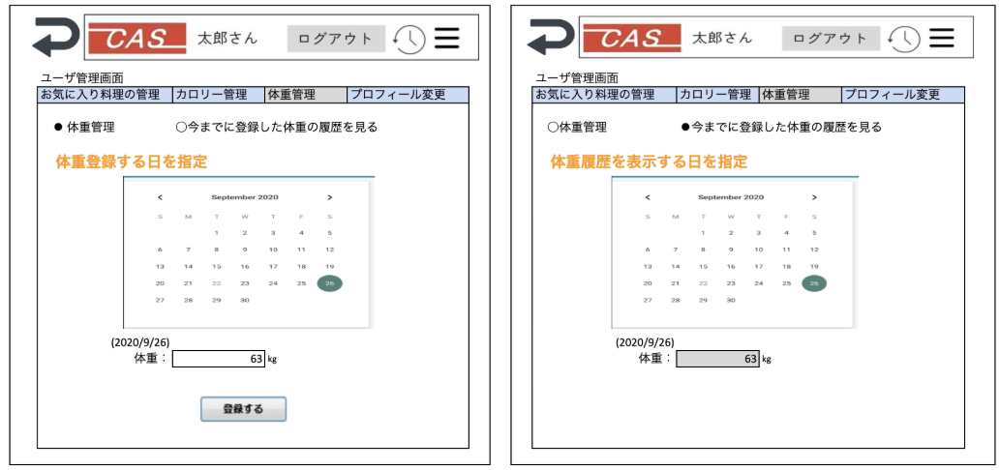 CAS 太郎さん ログアウト
ユーザ管理画面
お気に入り料理の管理 カロリー管理 体重管理 プロフィール変更
● 体重管理 ○今までに登録した体重の履歴を見る
体重登録する日を指定
< September 2020 >
S M T W T F S
1 2 3 4 5
6 7 8 9 10 11 12
13 14 15 16 17 18 19
20 21 22 23 24 25 26
27 28 29 30
(2020/9/26)
体重： 63 kg
登録する
CAS 太郎さん ログアウト
ユーザ管理画面
お気に入り料理の管理 カロリー管理 体重管理 プロフィール変更
○体重管理 ●今までに登録した体重の履歴を見る
体重履歴を表示する日を指定
< September 2020 >
S M T W T F S
1 2 3 4 5
6 7 8 9 10 11 12
13 14 15 16 17 18 19
20 21 22 23 24 25 26
27 28 29 30
(2020/9/26)
体重： 63 kg